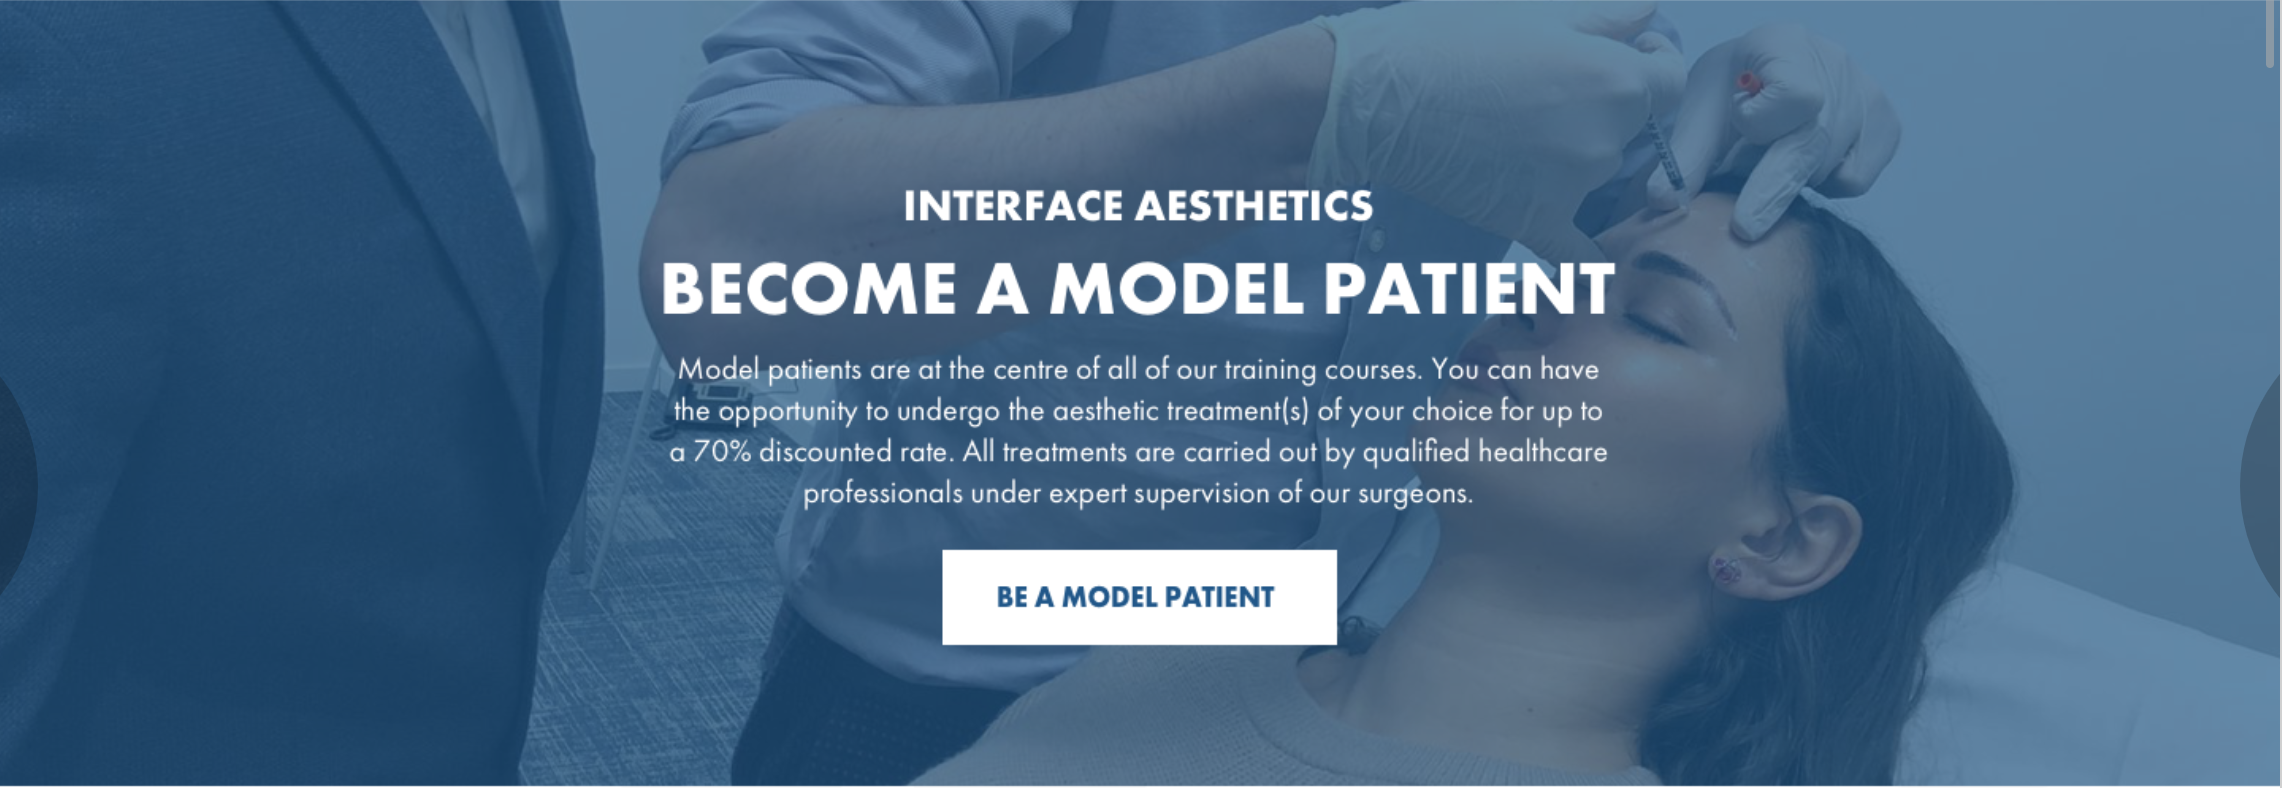 INTERFACE AESTHETICS
BECOME A MODEL PATIENT
Model patients are at the centre of all of our training courses. You can have
the opportunity to undergo the aesthetic treatment(s) of your choice for up to
a 70% discounted rate. All treatments are carried out by qualified healthcare
professionals under expert supervision of our surgeons.
BE A MODEL PATIENT